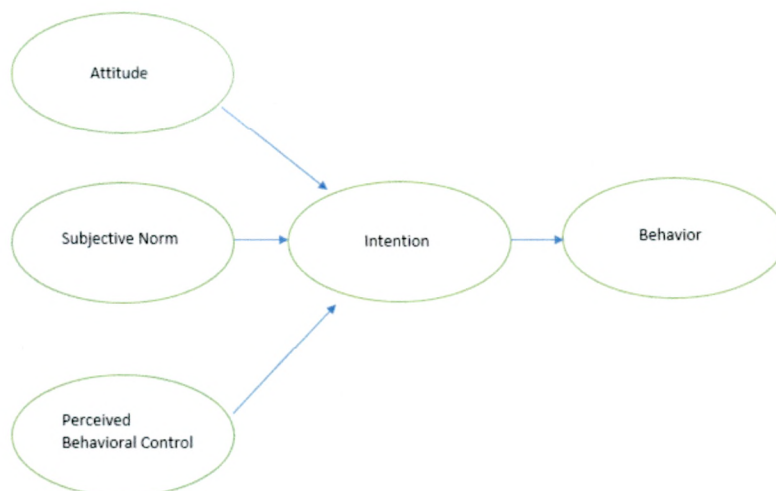 Attitude
Subjective Norm
Intention
Behavior
Perceived
Behavioral Control